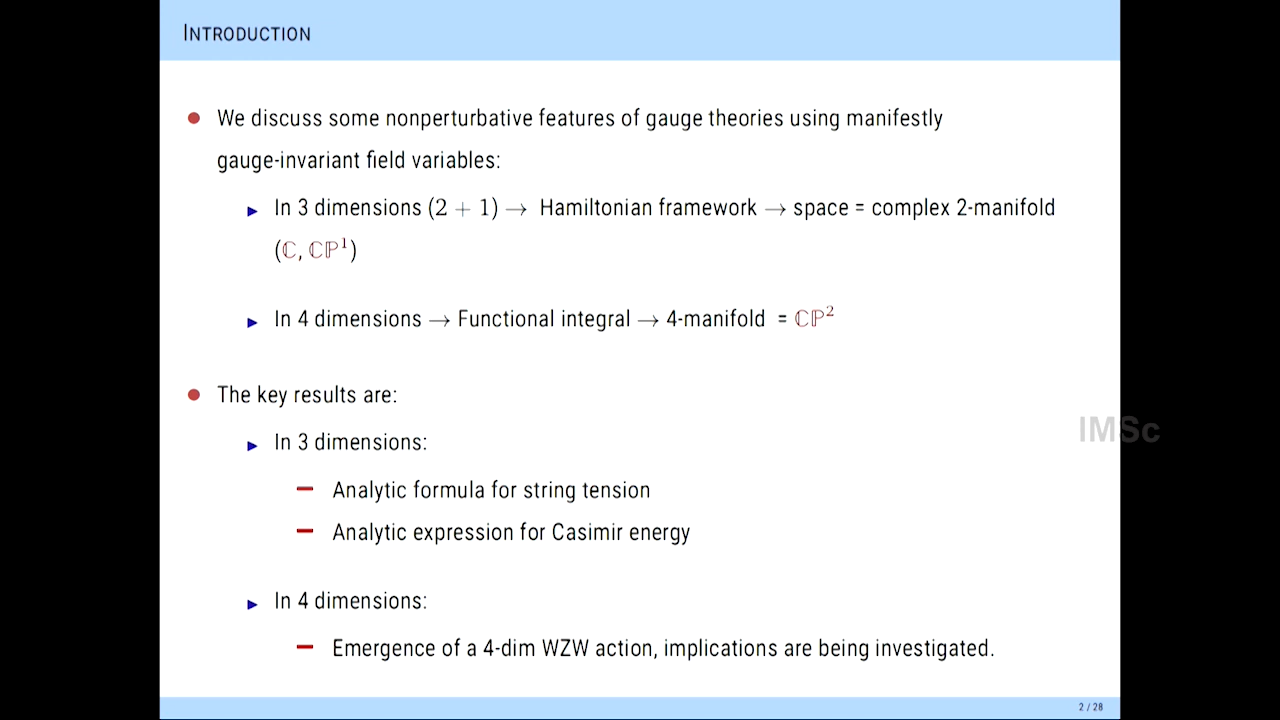 INTRODUCTION
We discuss some nonperturbative features of gauge theories using manifestly
gauge-invariant field variables:
In 3 dimensions (2 + 1) → Hamiltonian framework → space = complex 2-manifold
(ℂ, ℂℙ¹)
In 4 dimensions → Functional integral → 4-manifold = ℂℙ²
The key results are:
In 3 dimensions:
Analytic formula for string tension
Analytic expression for Casimir energy
IMSc
In 4 dimensions:
Emergence of a 4-dim WZW action, implications are being investigated.
2 / 28